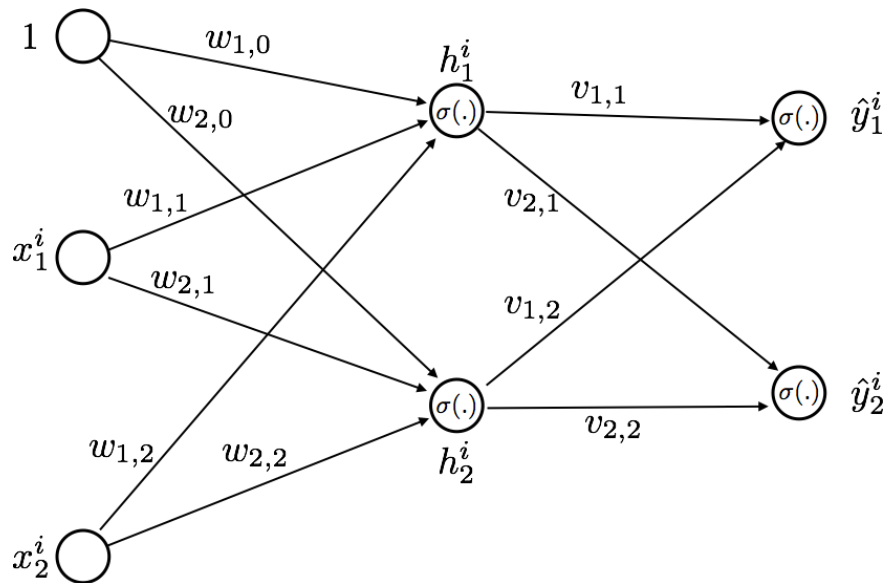 1
w_{1,0}
h_1^i
v_{1,1}
σ(.)
σ(.)
ŷ_1^i
w_{2,0}
w_{1,1}
v_{2,1}
x_1^i
w_{2,1}
v_{1,2}
σ(.)
σ(.)
ŷ_2^i
w_{1,2}
w_{2,2}
v_{2,2}
h_2^i
x_2^i